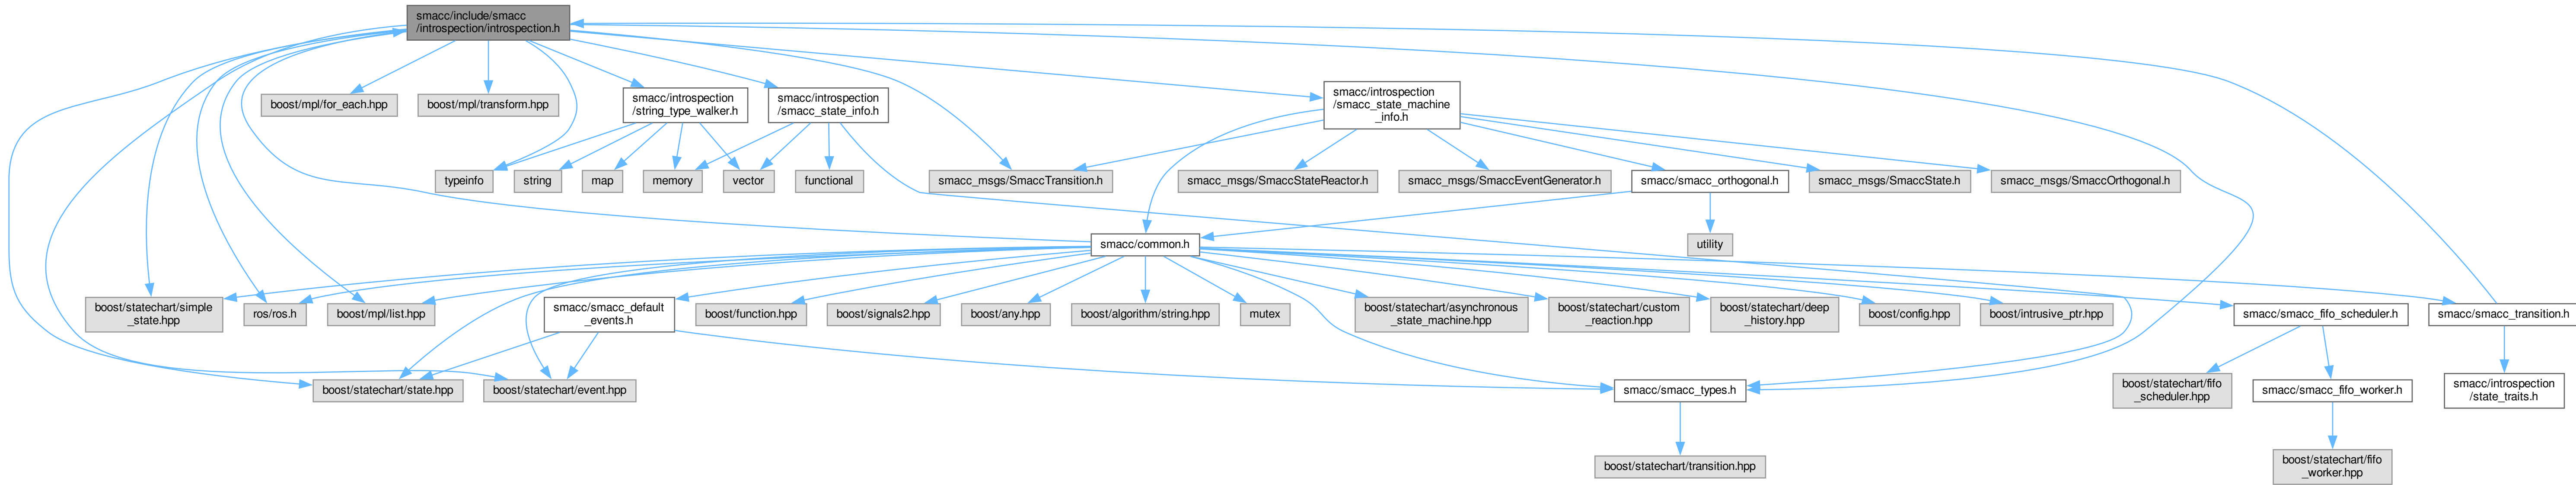 smacc/include/smacc
/introspection/introspection.h
boost/mpl/for_each.hpp
boost/mpl/transform.hpp
smacc/introspection
/string_type_walker.h
smacc/introspection
/smacc_state_info.h
smacc/introspection
/smacc_state_machine
_info.h
typeinfo
string
map
memory
vector
functional
smacc_msgs/SmaccTransition.h
smacc_msgs/SmaccStateReactor.h
smacc_msgs/SmaccEventGenerator.h
smacc/smacc_orthogonal.h
smacc_msgs/SmaccState.h
smacc_msgs/SmaccOrthogonal.h
smacc/common.h
utility
boost/statechart/simple
_state.hpp
ros/ros.h
boost/mpl/list.hpp
smacc/smacc_default
_events.h
boost/function.hpp
boost/signals2.hpp
boost/any.hpp
boost/algorithm/string.hpp
mutex
boost/statechart/asynchronous
_state_machine.hpp
boost/statechart/custom
_reaction.hpp
boost/statechart/deep
_history.hpp
boost/config.hpp
boost/intrusive_ptr.hpp
smacc/smacc_fifo_scheduler.h
smacc/smacc_transition.h
boost/statechart/state.hpp
boost/statechart/event.hpp
smacc/smacc_types.h
boost/statechart/fifo
_scheduler.hpp
smacc/smacc_fifo_worker.h
smacc/introspection
/state_traits.h
boost/statechart/transition.hpp
boost/statechart/fifo
_worker.hpp